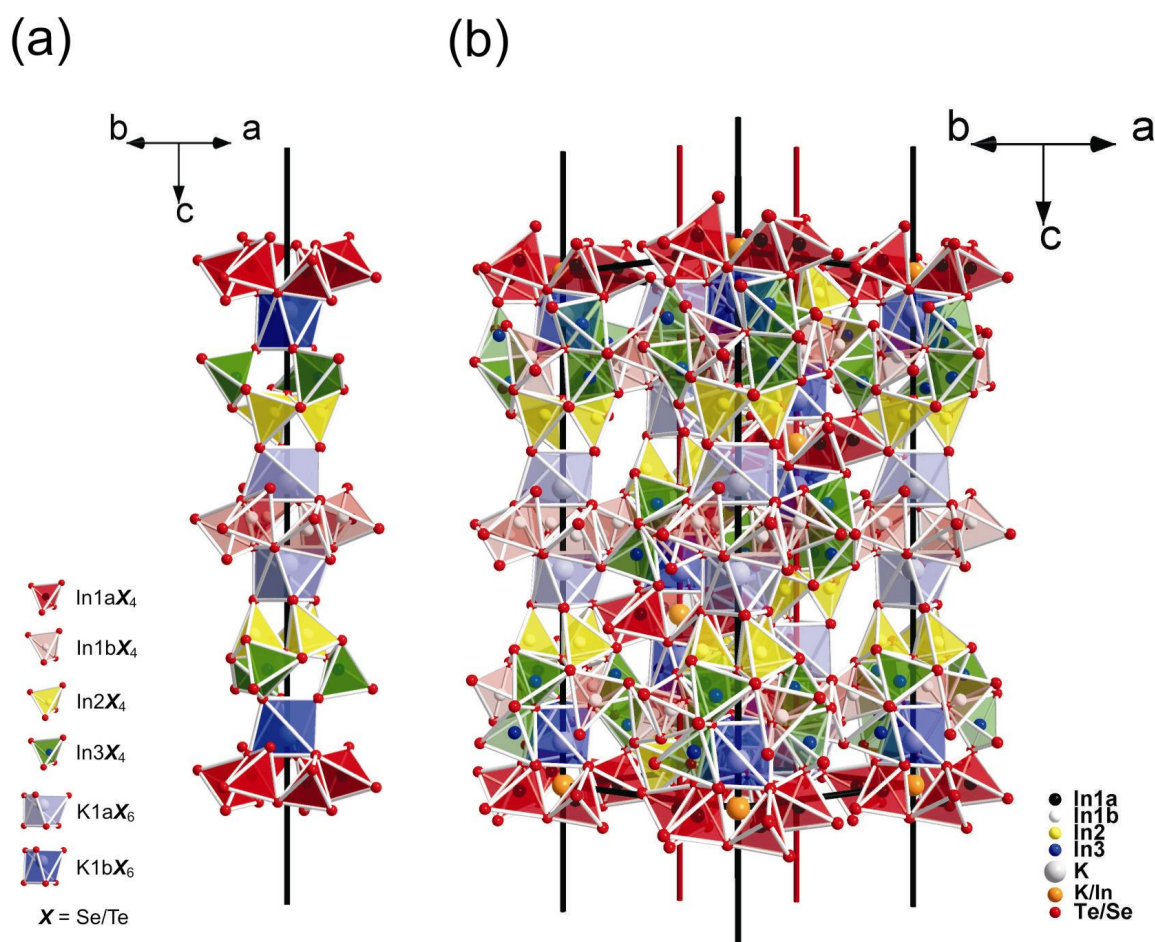 (a)
b a
c
(b)
b a
c
In1aX₄
In1bX₄
In2X₄
In3X₄
K1aX₆
K1bX₆
X = Se/Te
In1a
In1b
In2
In3
K
K/In
Te/Se